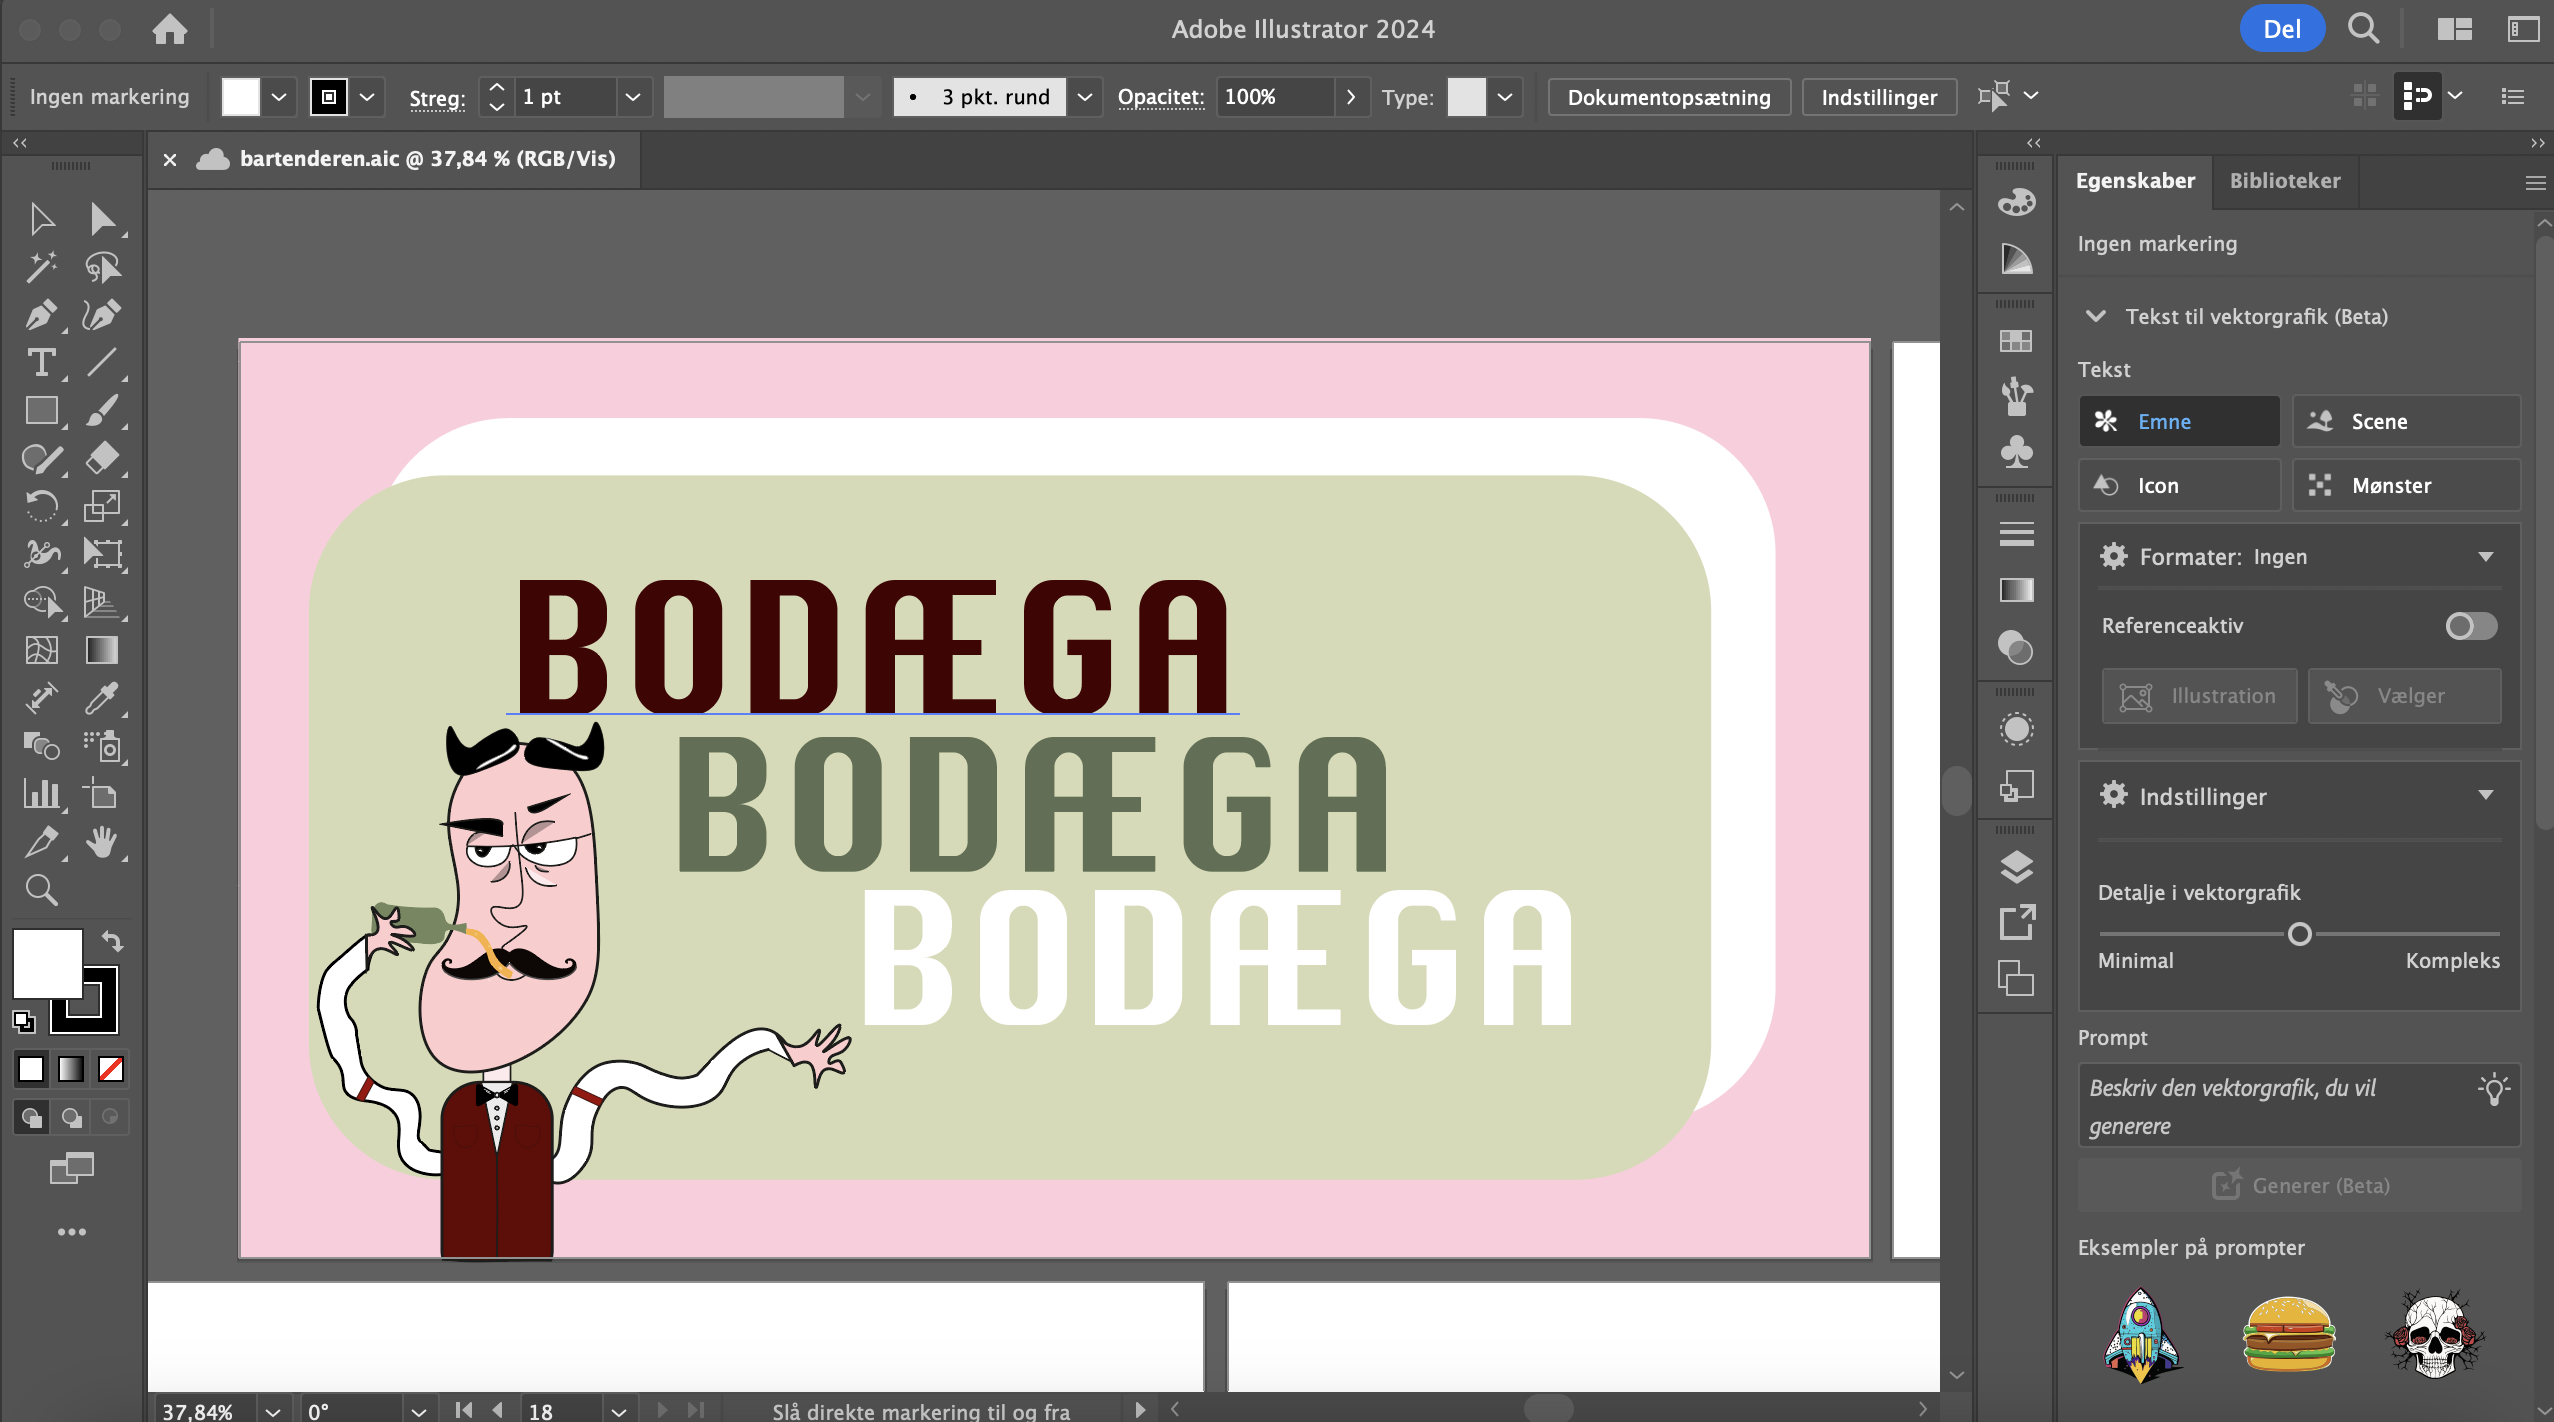 Adobe Illustrator 2024
Del
Ingen markering
Streg:
1 pt
3 pkt. rund
Opacitet:
100%
Type:
Dokumentopsætning
Indstillinger
bartenderen.aic @ 37,84 % (RGB/Vis)
BODÆGA
BODÆGA
BODÆGA
Egenskaber
Biblioteker
Ingen markering
Tekst til vektorgrafik (Beta)
Tekst
Emne
Scene
Icon
Mønster
Formater: Ingen
Referenceaktiv
Illustration
Vælger
Indstillinger
Detalje i vektorgrafik
Minimal
Kompleks
Prompt
Beskriv den vektorgrafik, du vil
generere
Generer (Beta)
Eksempler på prompter
37,84%
0°
18
Slå direkte markering til og fra